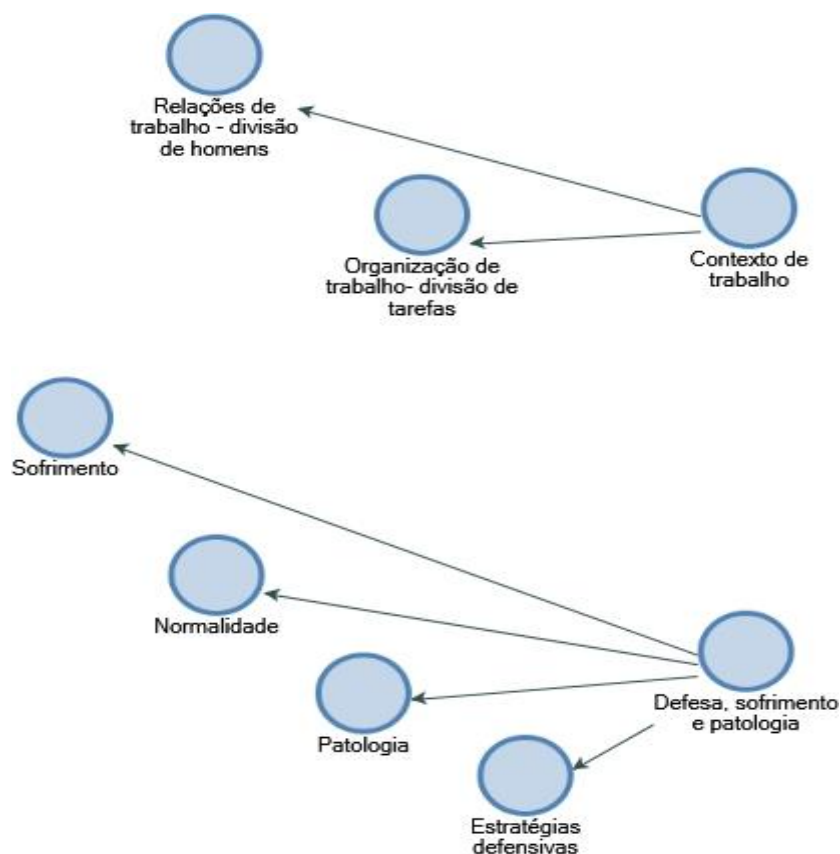 Relações de
trabalho - divisão
de homens
Organização de
trabalho- divisão de
tarefas
Contexto de
trabalho
Sofrimento
Normalidade
Patologia
Defesa, sofrimento
e patologia
Estratégias
defensivas